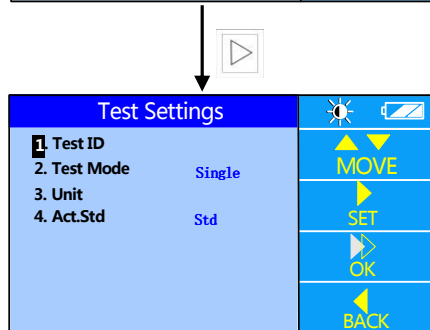 Test Settings
1. Test ID
2. Test Mode Single
3. Unit
4. Act.Std Std
MOVE
SET
OK
BACK